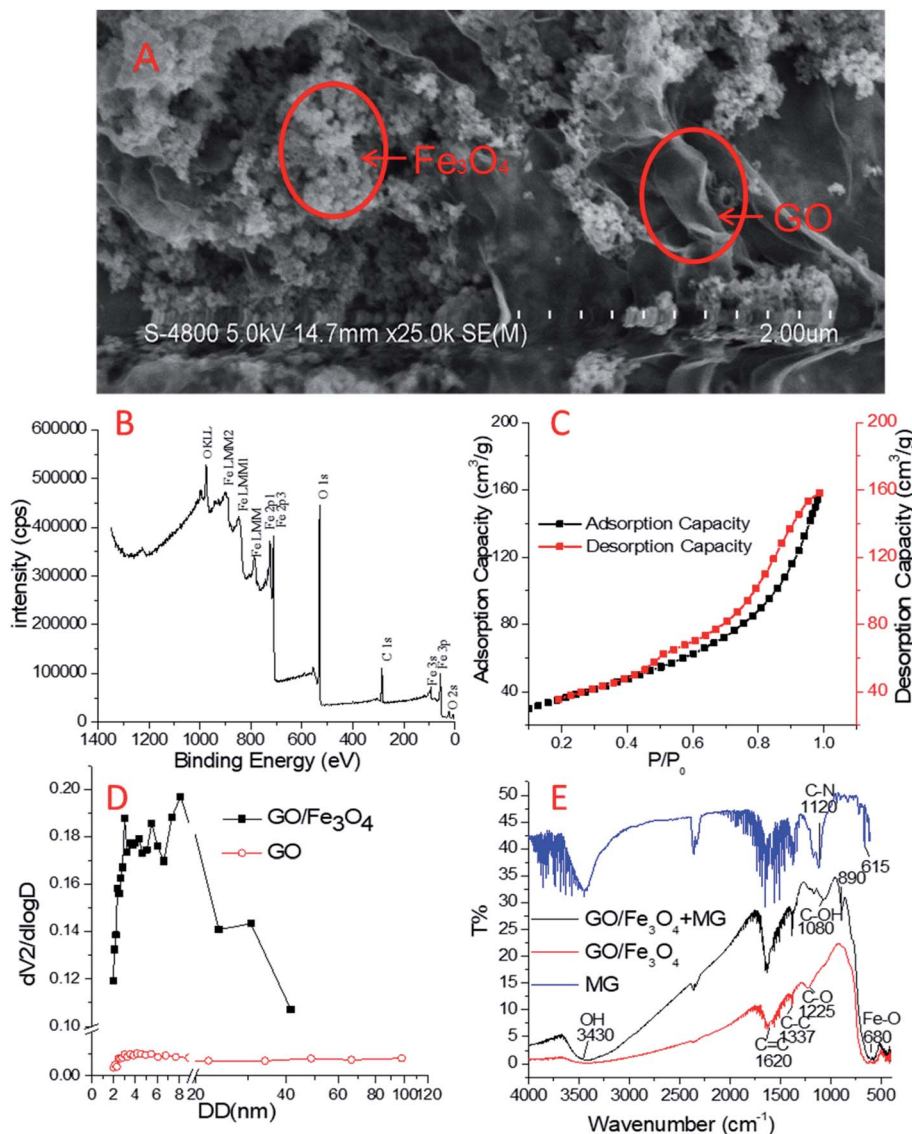 A
Fe₃O₄
GO
S-4800 5.0kV 14.7mm x25.0k SE(M)
2.00um
B
600000
500000
400000
300000
200000
100000
0
intensity (cps)
O KLL
Fe LMM2
Fe LMM1
Fe LMM
Fe 2p1
Fe 2p3
O 1s
C 1s
Fe 3s
Fe 3p
O 2s
1400 1200 1000 800 600 400 200 0
Binding Energy (eV)
C
200
160
120
80
40
Adsorption Capacity (cm³/g)
Adsorption Capacity
Desorption Capacity
200
160
120
80
40
0
Desorption Capacity (cm³/g)
0.2 0.4 0.6 0.8 1.0
P/P₀
D
0.20
0.18
0.16
0.14
0.12
0.10
0.00
dV2/dlogD
GO/Fe₃O₄
GO
0 2 4 6 8 20 40 60 80 100 120
DD(nm)
E
50
45
40
35
30
25
20
15
10
5
0
T%
C-N
1120
615
890
GO/Fe₃O₄+MG
GO/Fe₃O₄
MG
C-OH
1080
C-O
1225
C-C
1337
C=C
1620
OH
3430
Fe-O
680
4000 3500 3000 2500 2000 1500 1000 500
Wavenumber (cm⁻¹)